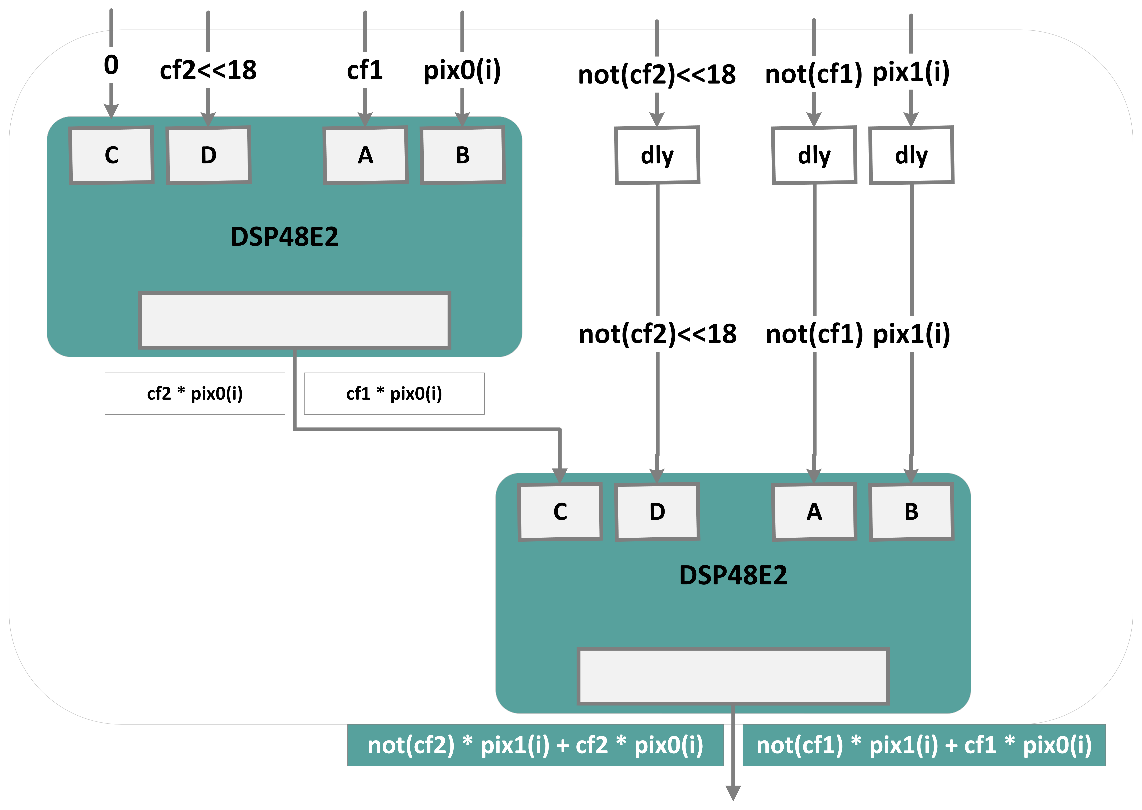 0
cf2<<18
cf1
pix0(i)
not(cf2)<<18
not(cf1)
pix1(i)
C
D
A
B
dly
dly
dly
DSP48E2
not(cf2)<<18
not(cf1)
pix1(i)
cf2 * pix0(i)
cf1 * pix0(i)
C
D
A
B
DSP48E2
not(cf2) * pix1(i) + cf2 * pix0(i)
not(cf1) * pix1(i) + cf1 * pix0(i)